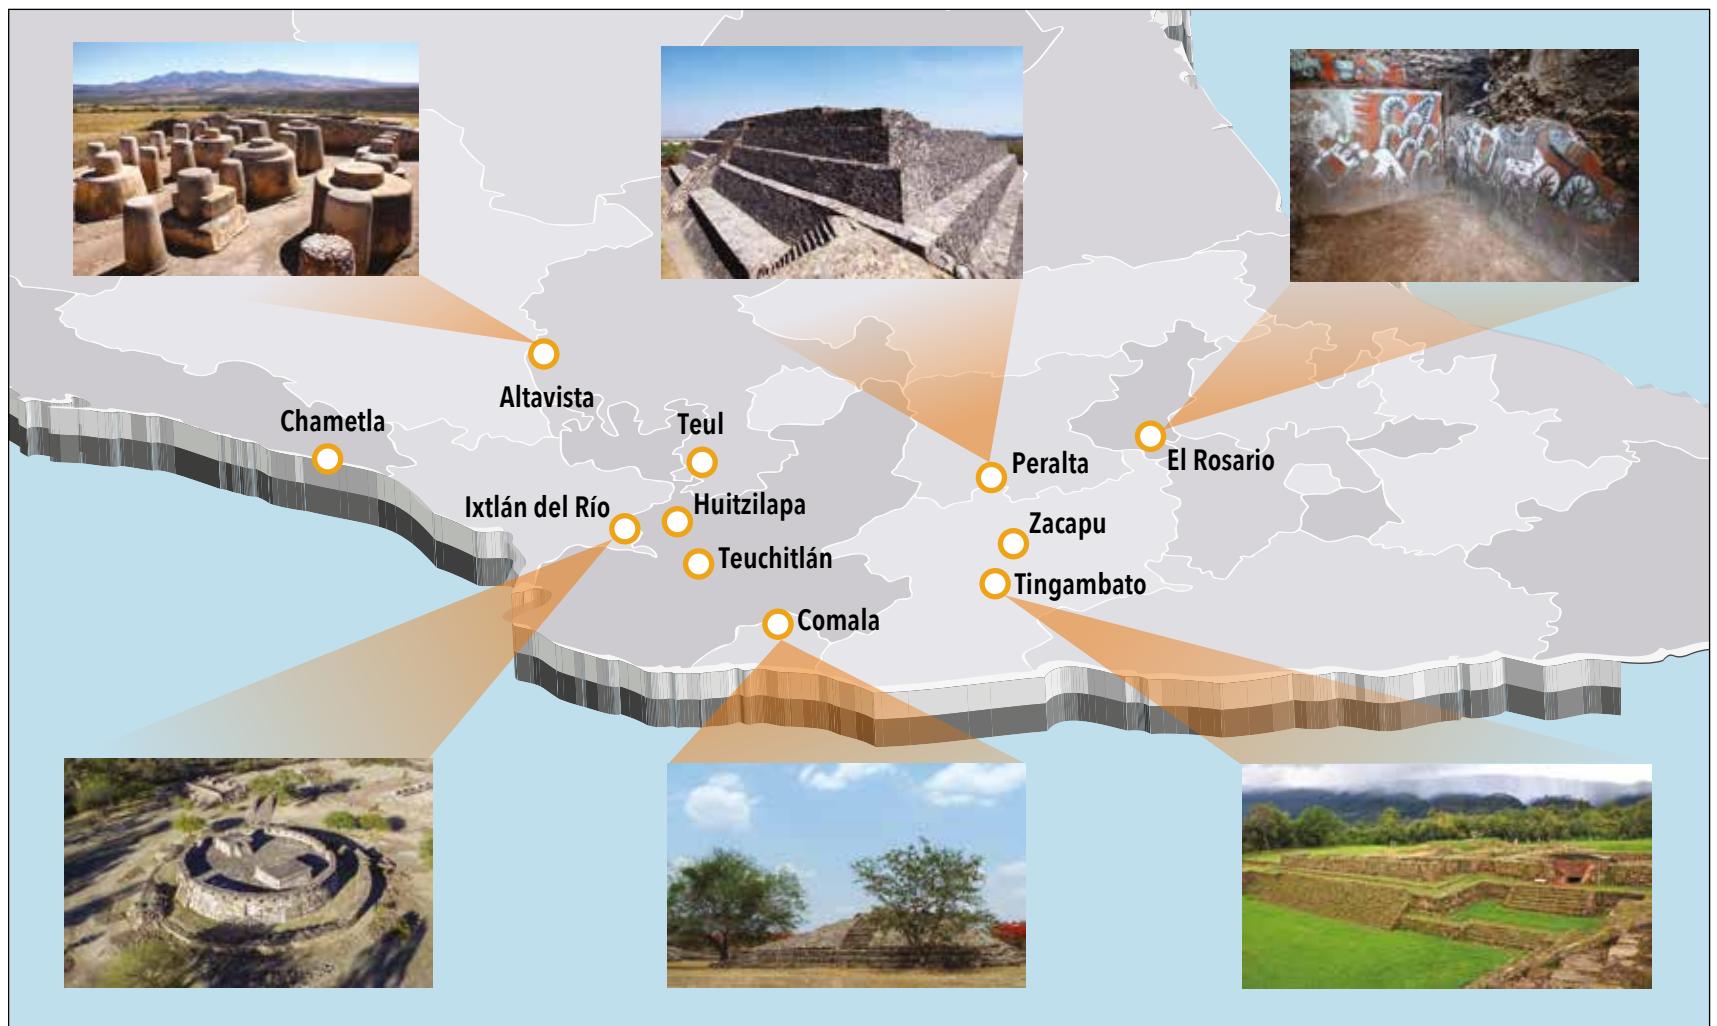 Altavista
Chametla
Teul
Peralta
El Rosario
Ixtlán del Río
Huitzilapa
Zacapu
Teuchitlán
Tingambato
Comala